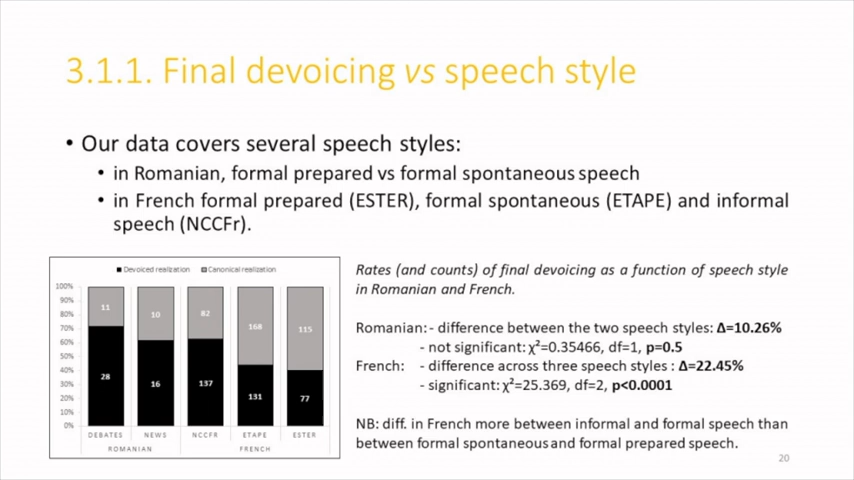 3.1.1. Final devoicing vs speech style
• Our data covers several speech styles:
• in Romanian, formal prepared vs formal spontaneous speech
• in French formal prepared (ESTER), formal spontaneous (ETAPE) and informal
speech (NCCFr).
Devoiced realization Canonical realization
100%
90%
80%
70%
60%
50%
40%
30%
20%
10%
0%
11 10 82 168 115
28 16 137 131 77
DEBATES NEWS NCCFR ETAPE ESTER
ROMANIAN FRENCH
Rates (and counts) of final devoicing as a function of speech style
in Romanian and French.
Romanian: - difference between the two speech styles: Δ=10.26%
- not significant: χ²=0.35466, df=1, p=0.5
French: - difference across three speech styles : Δ=22.45%
- significant: χ²=25.369, df=2, p<0.0001
NB: diff. in French more between informal and formal speech than
between formal spontaneous and formal prepared speech.
20